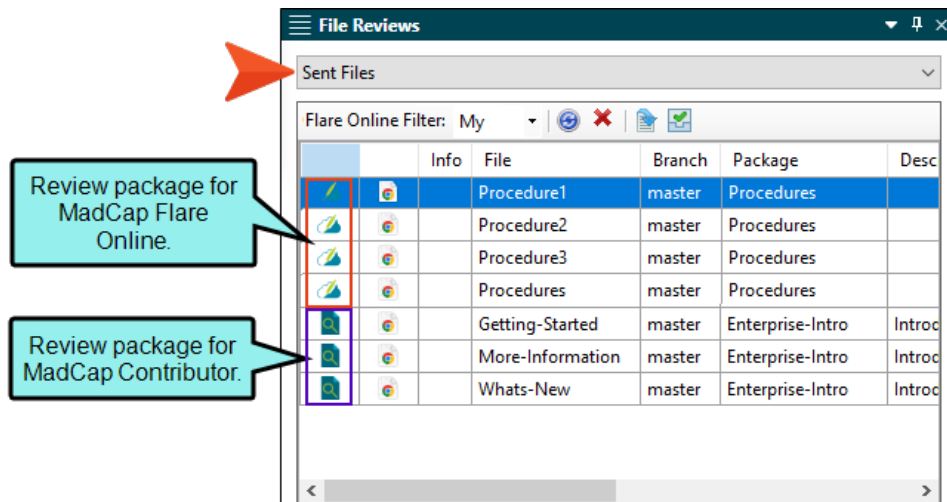 File Reviews
Sent Files
Flare Online Filter: My
Info File Branch Package Desc
Procedure1 master Procedures
Procedure2 master Procedures
Procedure3 master Procedures
Procedures master Procedures
Getting-Started master Enterprise-Intro Introd
More-Information master Enterprise-Intro Introd
Whats-New master Enterprise-Intro Introd
Review package for
MadCap Flare
Online.
Review package for
MadCap Contributor.